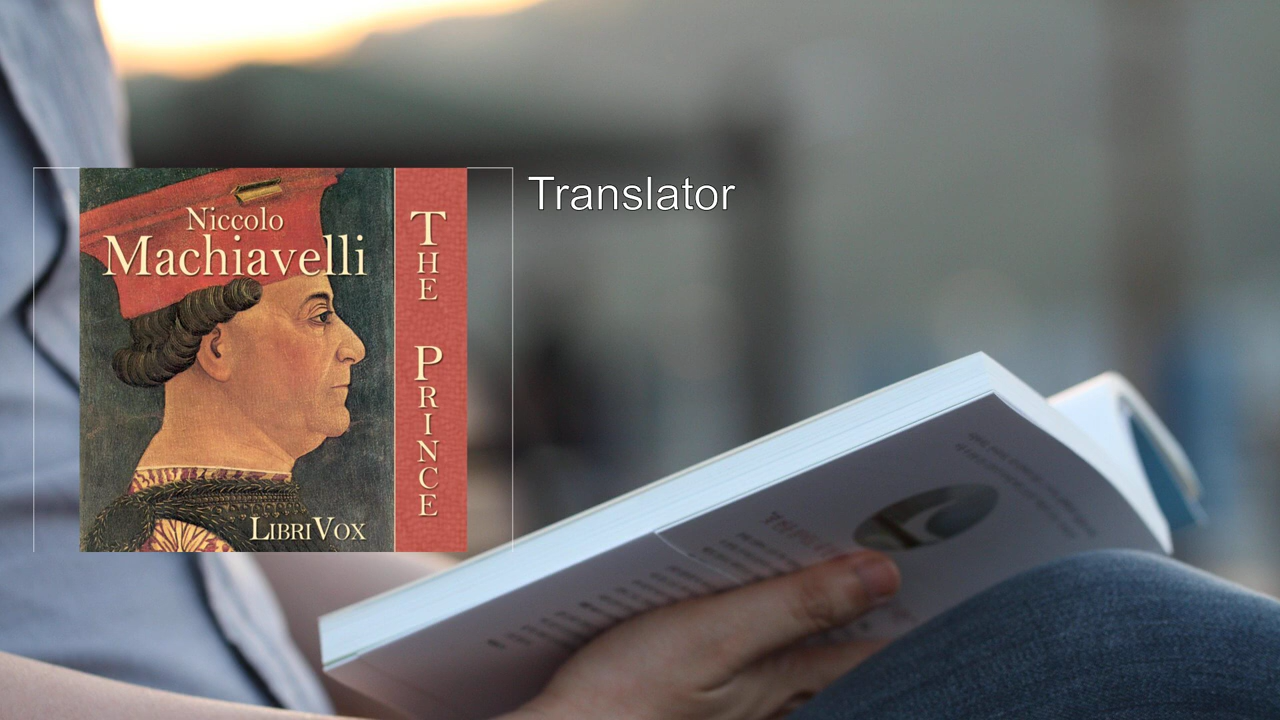 Niccolo
Machiavelli
THE PRINCE
LIBRIVOX
Translator